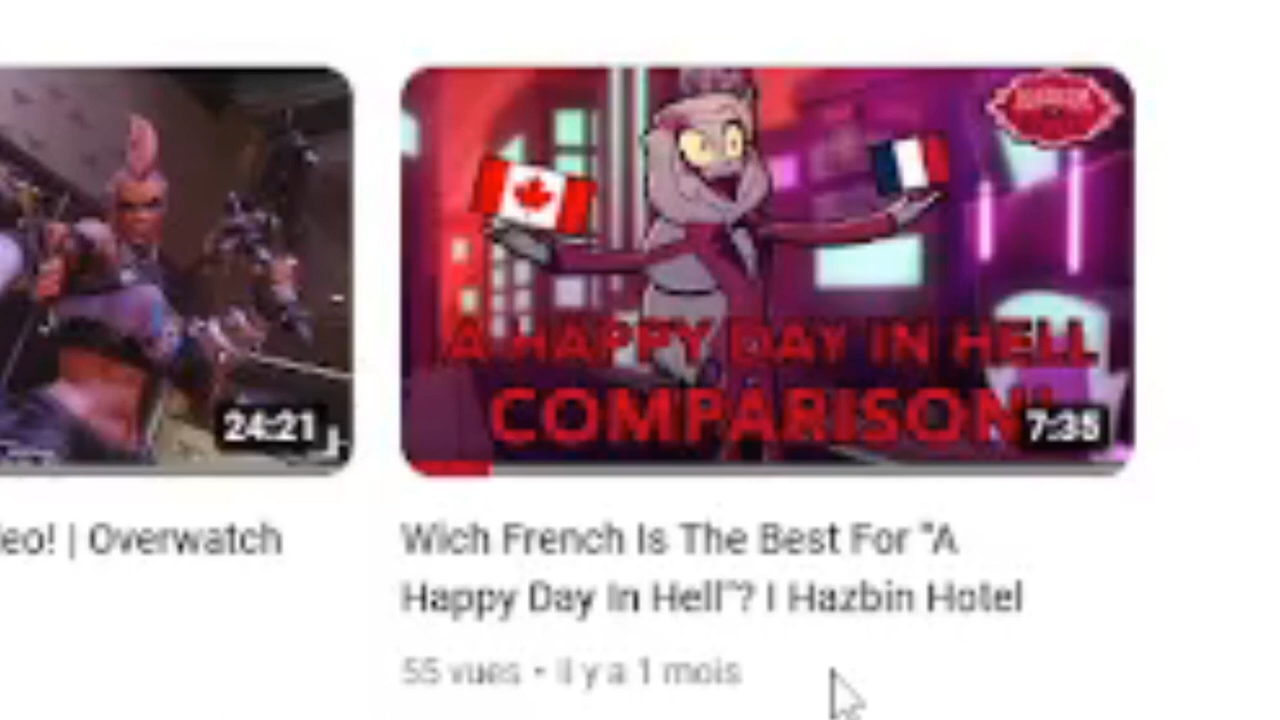 A HAPPY DAY IN HELL
COMPARISON
24:21
7:35
eo! | Overwatch
Wich French Is The Best For "A
Happy Day In Hell"? I Hazbin Hotel
55 vues • il y a 1 mois